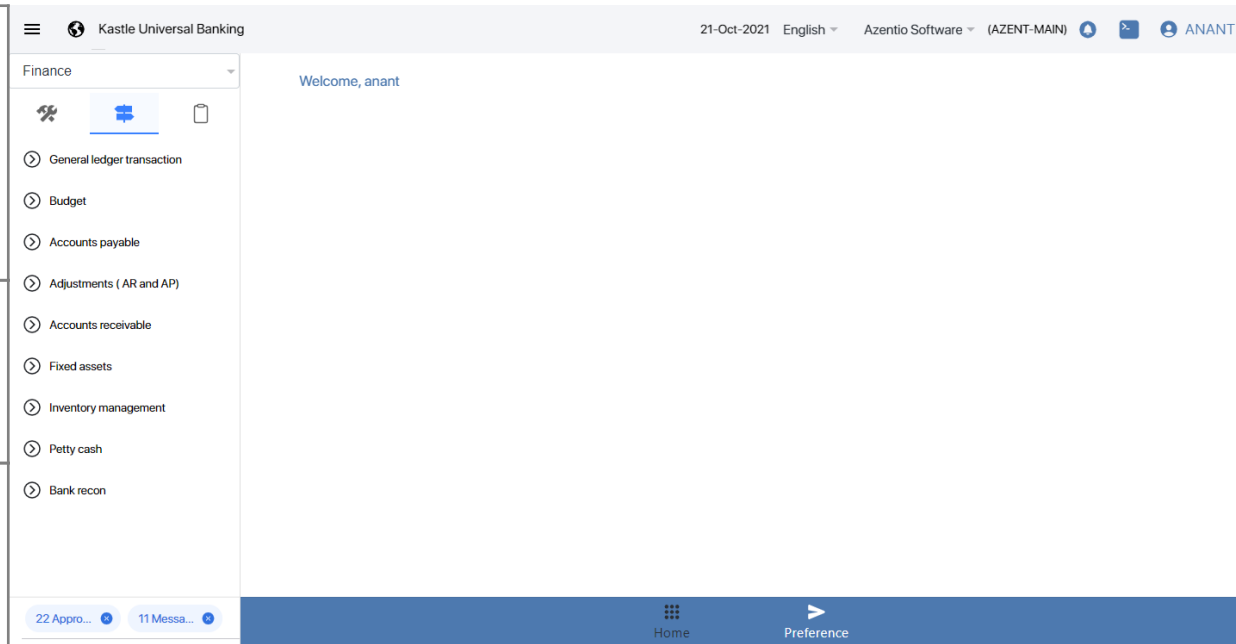 Kastle Universal Banking 21-Oct-2021 English Azentio Software (AZENT-MAIN) ANANT
Finance
Welcome, anant
General ledger transaction
Budget
Accounts payable
Adjustments ( AR and AP)
Accounts receivable
Fixed assets
Inventory management
Petty cash
Bank recon
22 Appro... 11 Messa...
Home Preference